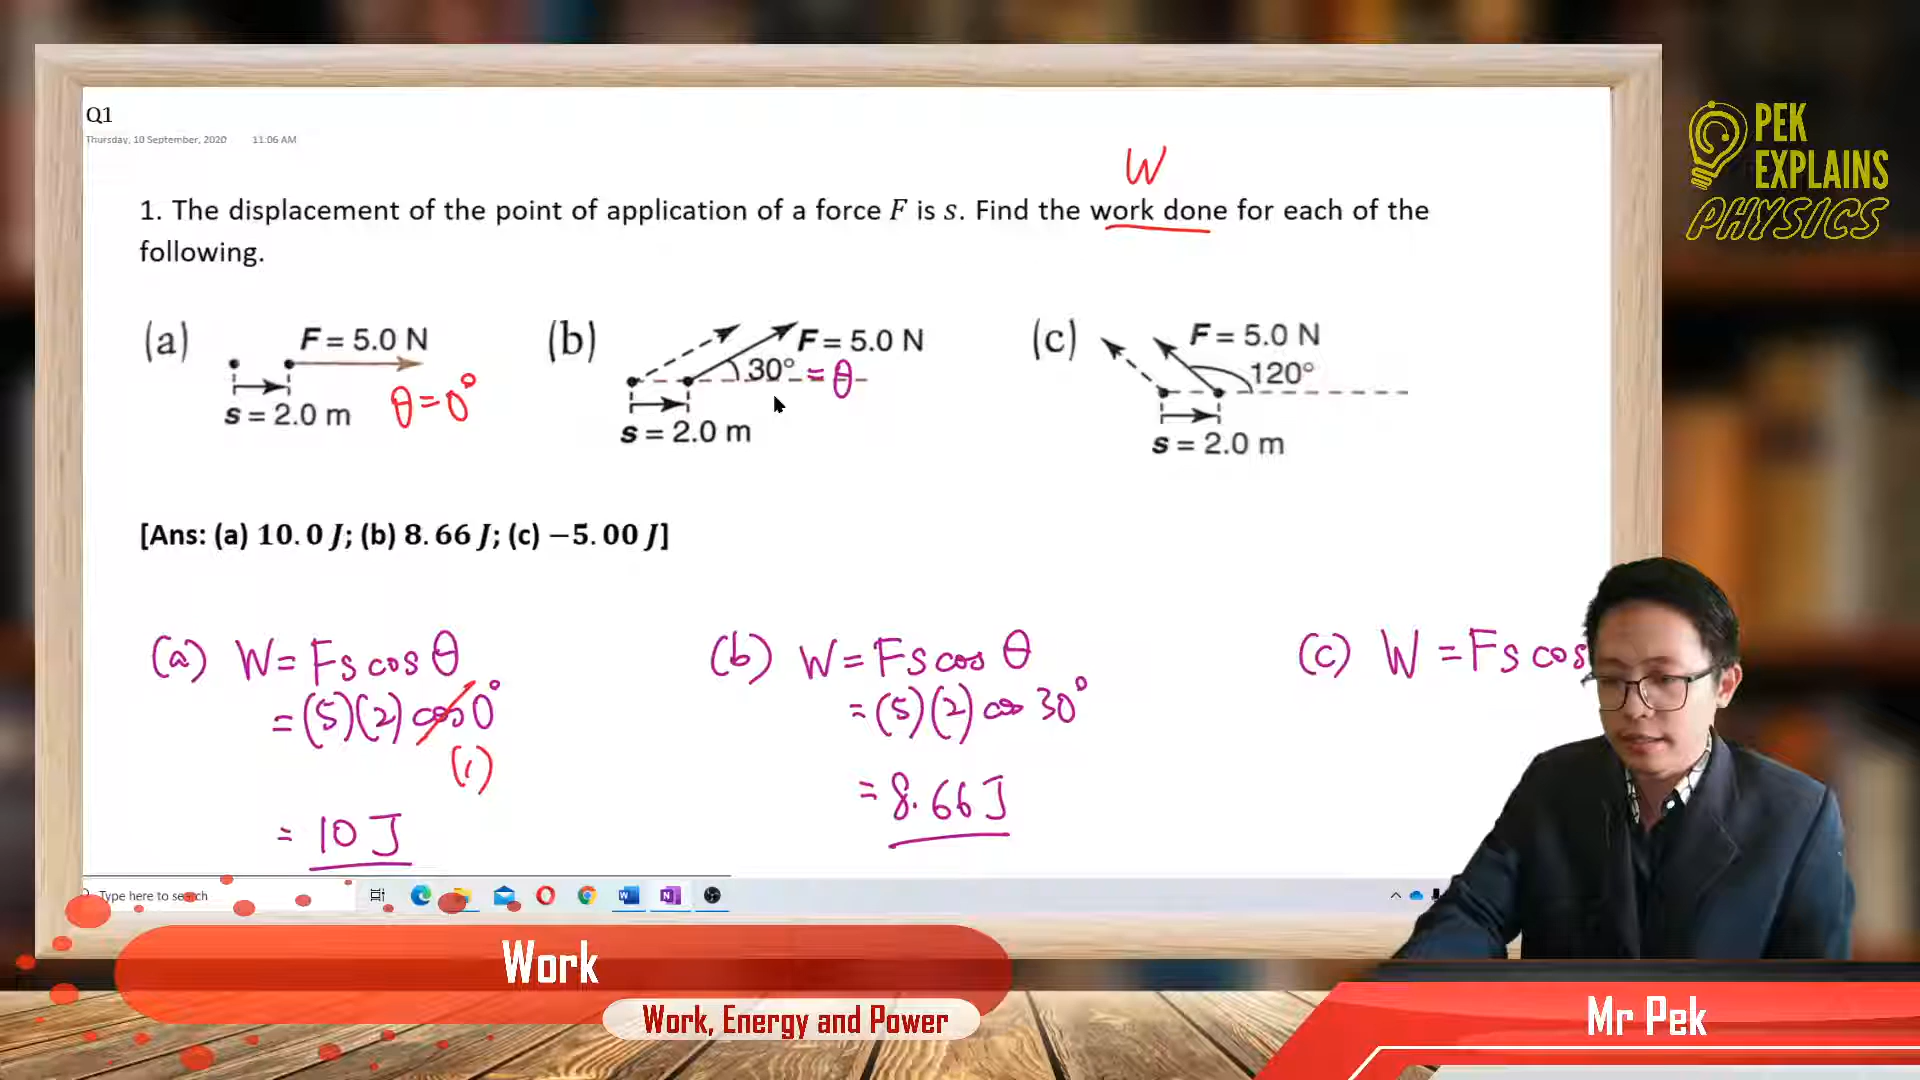 Q1
Thursday, 10 September, 2020 11:06 AM
W
1. The displacement of the point of application of a force F is s. Find the work done for each of the
following.
(a) F = 5.0 N
s = 2.0 m
θ = 0°
(b) F = 5.0 N
30° = θ
s = 2.0 m
(c) F = 5.0 N
120°
s = 2.0 m
[Ans: (a) 10.0 J; (b) 8.66 J; (c) −5.00 J]
(a) W = Fs cos θ
= (5)(2) cos 0°
(1)
= 10 J
(b) W = Fs cos θ
= (5)(2) cos 30°
= 8.66 J
(c) W = Fs cos
Type here to search
PEK
EXPLAINS
PHYSICS
Work
Work, Energy and Power
Mr Pek